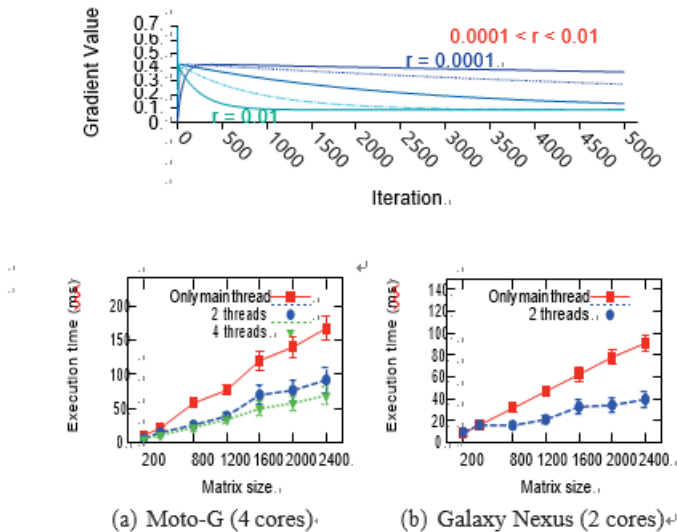 0.7
0.6
0.5
0.4
0.3
0.2
0.1
0
Gradient Value
0.0001 < r < 0.01
r = 0.0001
r = 0.01
0 500 1000 1500 2000 2500 3000 3500 4000 4500 5000
Iteration
Execution time (ms)
200
150
100
50
0
Only main thread
2 threads
4 threads
200 800 1200 1600 2000 2400
Matrix size
(a) Moto-G (4 cores)
Execution time (ms)
140
120
100
80
60
40
20
0
Only main thread
2 threads
200 800 1200 1600 2000 2400
Matrix size
(b) Galaxy Nexus (2 cores)